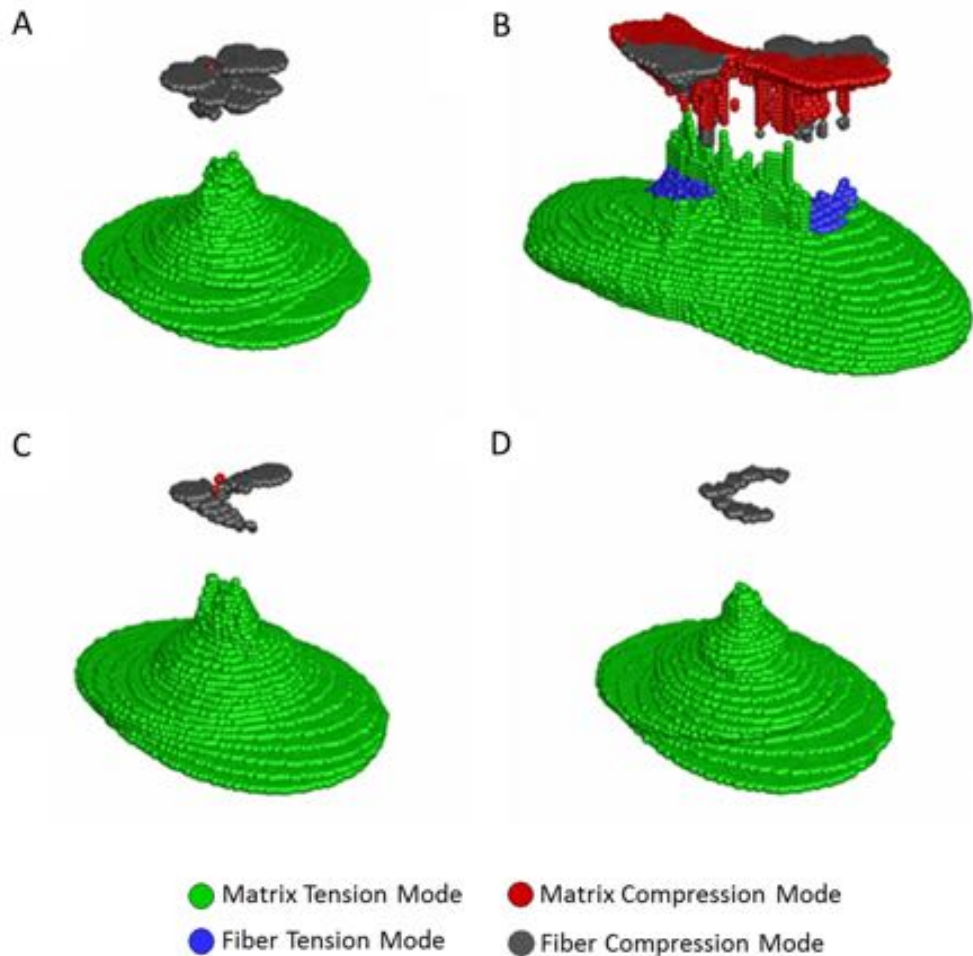 A
B
C
D
Matrix Tension Mode
Matrix Compression Mode
Fiber Tension Mode
Fiber Compression Mode